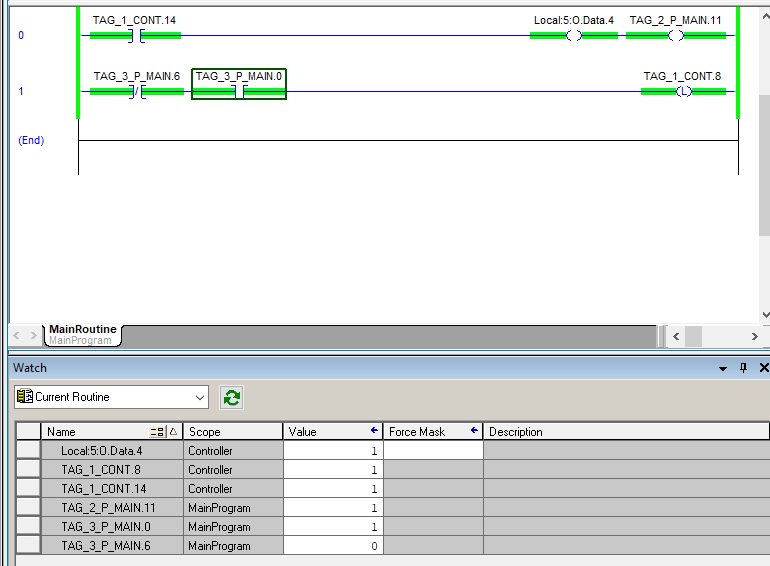 TAG_1_CONT.14 Local:5:O.Data.4 TAG_2_P_MAIN.11
0
TAG_3_P_MAIN.6 TAG_3_P_MAIN.0 TAG_1_CONT.8
1 L
(End)
MainRoutine
MainProgram
Watch
Current Routine
Name Scope Value Force Mask Description
Local:5:O.Data.4 Controller 1
TAG_1_CONT.8 Controller 1
TAG_1_CONT.14 Controller 1
TAG_2_P_MAIN.11 MainProgram 1
TAG_3_P_MAIN.0 MainProgram 1
TAG_3_P_MAIN.6 MainProgram 0